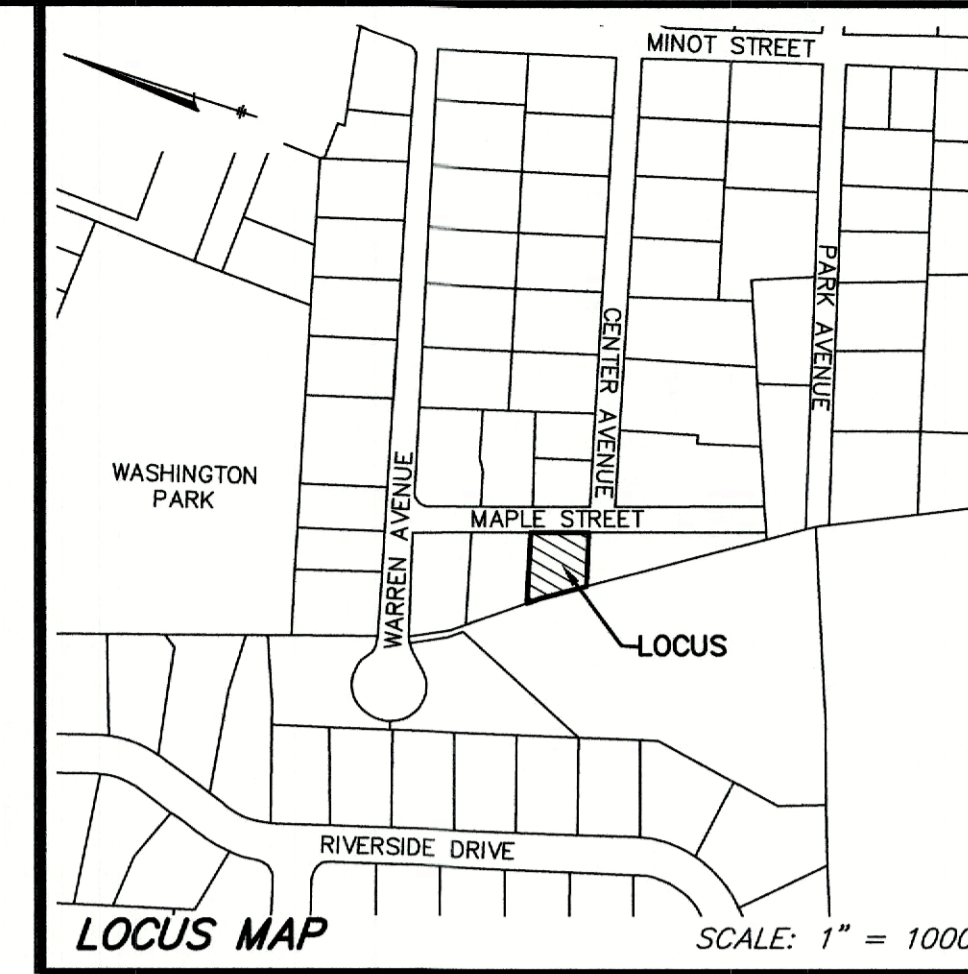 MINOT STREET
PARK AVENUE
CENTER AVENUE
WASHINGTON
PARK
WARREN AVENUE
MAPLE STREET
LOCUS
RIVERSIDE DRIVE
LOCUS MAP
SCALE: 1" = 1000